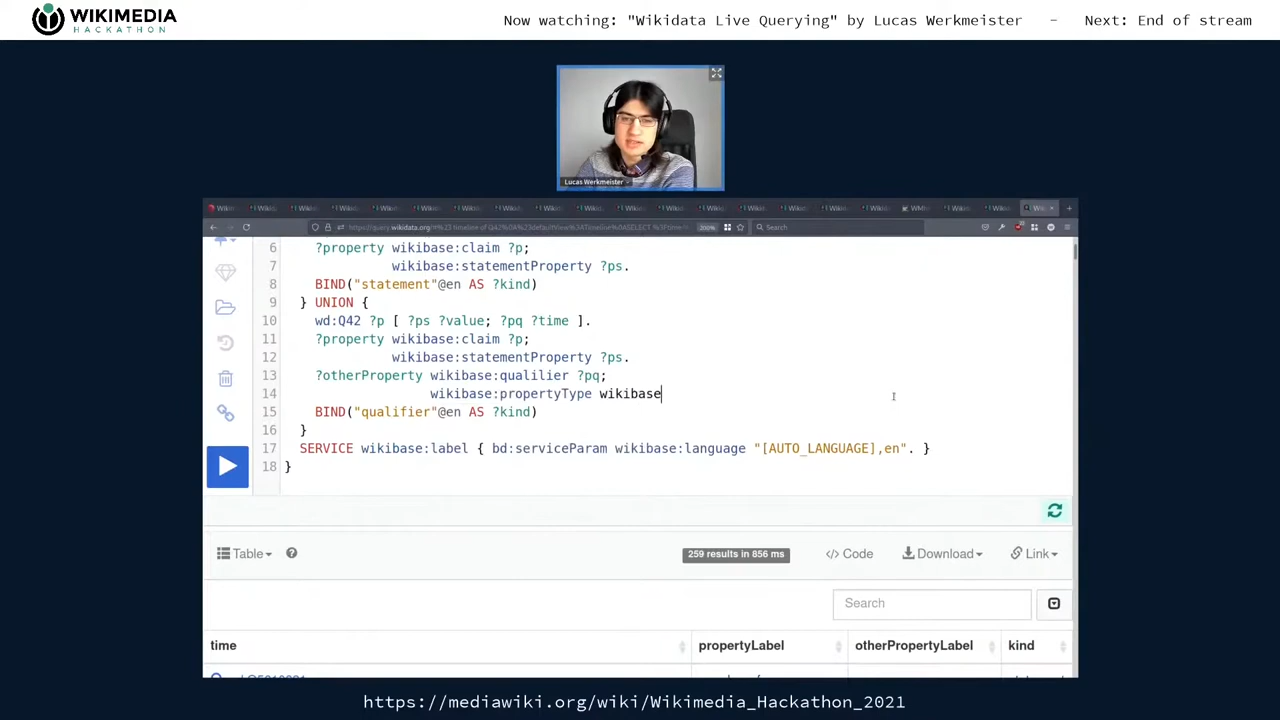 WIKIMEDIA
HACKATHON
Now watching: "Wikidata Live Querying" by Lucas Werkmeister - Next: End of stream
Lucas Werkmeister
200% Search
6 ?property wikibase:claim ?p;
7 wikibase:statementProperty ?ps.
8 BIND("statement"@en AS ?kind)
9 } UNION {
10 wd:Q42 ?p [ ?ps ?value; ?pq ?time ].
11 ?property wikibase:claim ?p;
12 wikibase:statementProperty ?ps.
13 ?otherProperty wikibase:qualilier ?pq;
14 wikibase:propertyType wikibase
15 BIND("qualifier"@en AS ?kind)
16 }
17 SERVICE wikibase:label { bd:serviceParam wikibase:language "[AUTO_LANGUAGE],en". }
18 }
Table 259 results in 856 ms </> Code Download Link
Search
time propertyLabel otherPropertyLabel kind
https://mediawiki.org/wiki/Wikimedia_Hackathon_2021